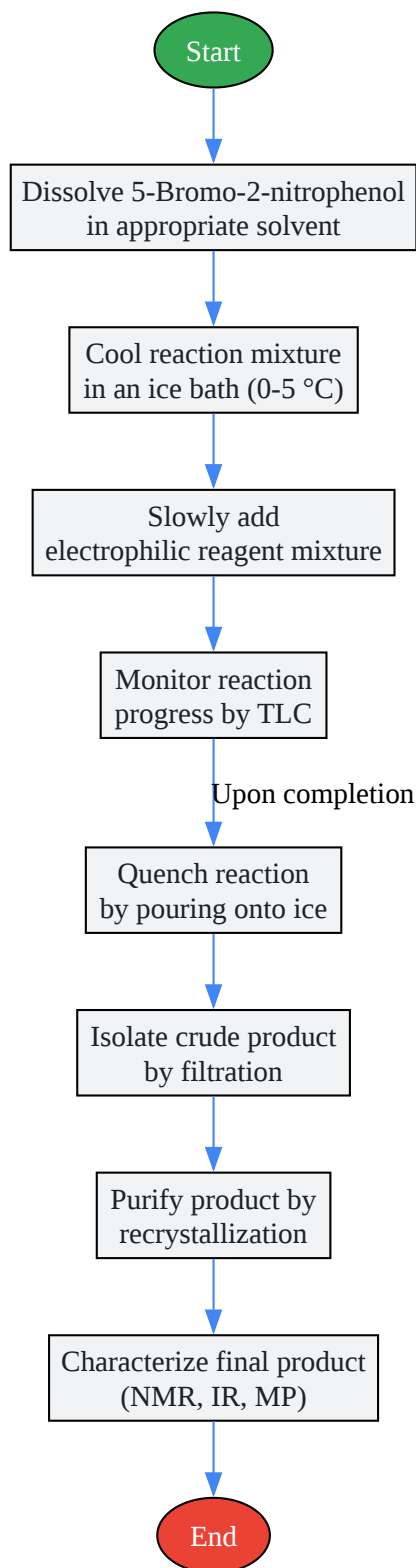 Start
Dissolve 5-Bromo-2-nitrophenol
in appropriate solvent
Cool reaction mixture
in an ice bath (0-5 °C)
Slowly add
electrophilic reagent mixture
Monitor reaction
progress by TLC
Upon completion
Quench reaction
by pouring onto ice
Isolate crude product
by filtration
Purify product by
recrystallization
Characterize final product
(NMR, IR, MP)
End